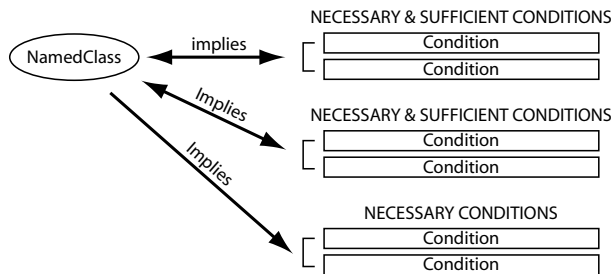 NECESSARY & SUFFICIENT CONDITIONS
NamedClass
implies
Condition
Condition
NECESSARY & SUFFICIENT CONDITIONS
Implies
Condition
Condition
Implies
NECESSARY CONDITIONS
Condition
Condition